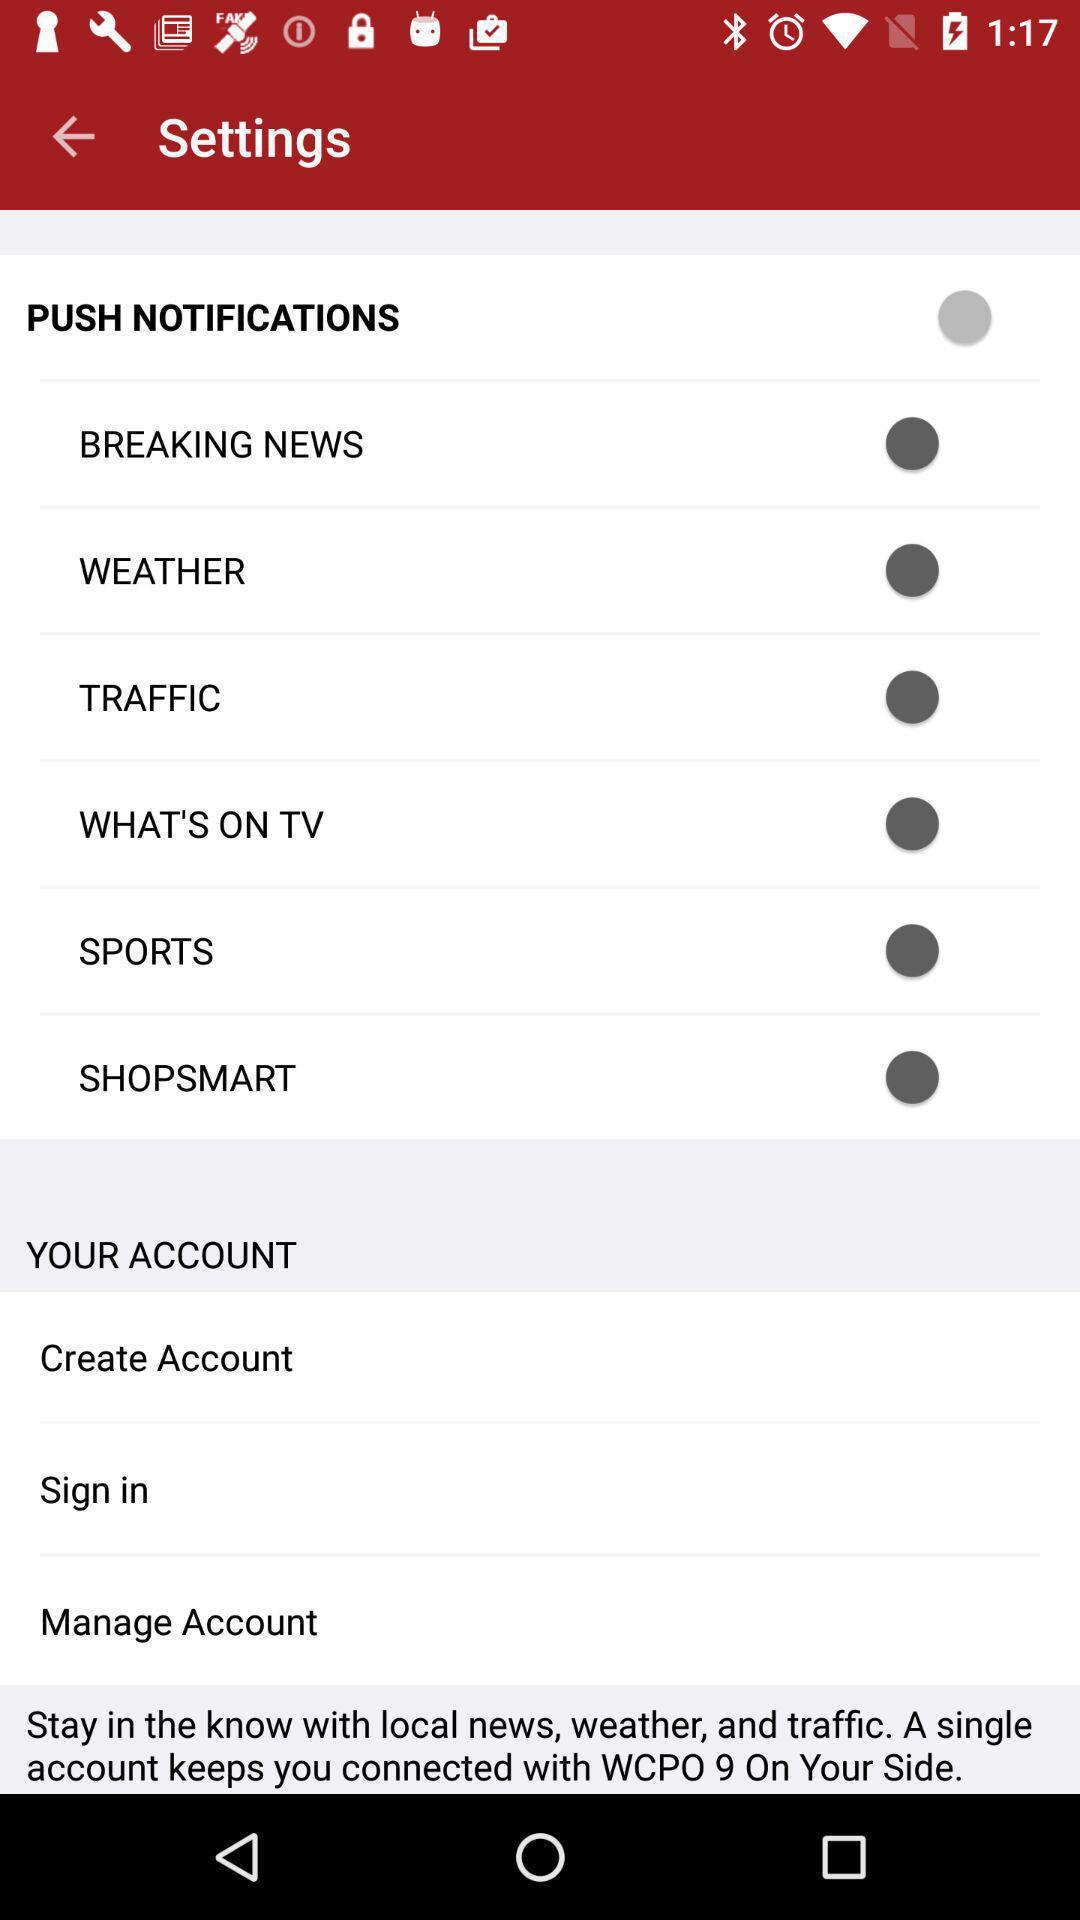 FAKE
1:17
Settings
PUSH NOTIFICATIONS
BREAKING NEWS
WEATHER
TRAFFIC
WHAT'S ON TV
SPORTS
SHOPSMART
YOUR ACCOUNT
Create Account
Sign in
Manage Account
Stay in the know with local news, weather, and traffic. A single
account keeps you connected with WCPO 9 On Your Side.